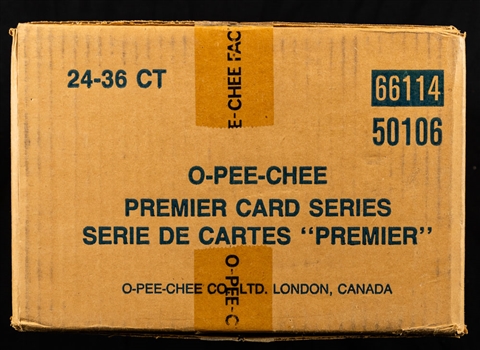 24-36 CT
66114
50106
E-CHEE FAC
O-PEE-CHEE
PREMIER CARD SERIES
SERIE DE CARTES "PREMIER"
O-PEE-CHEE CO. LTD. LONDON, CANADA
O-PEE-C